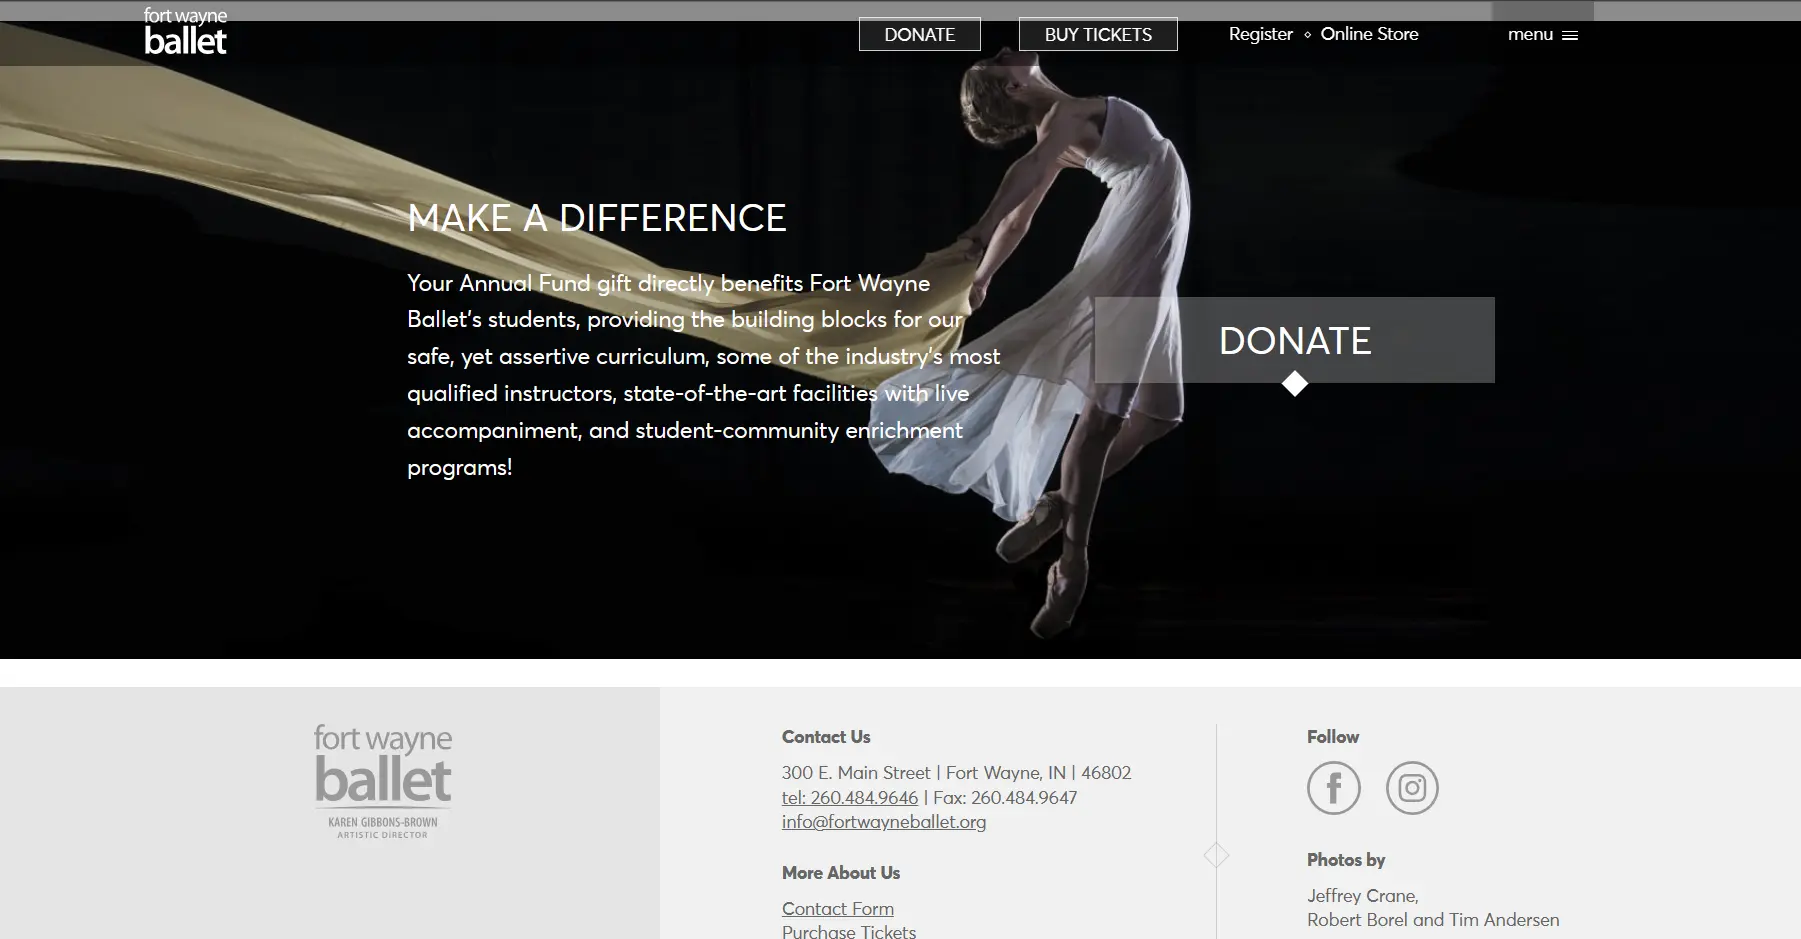 fort wayne
ballet
DONATE
BUY TICKETS
Register ⋄ Online Store
menu
MAKE A DIFFERENCE
Your Annual Fund gift directly benefits Fort Wayne
Ballet's students, providing the building blocks for our
safe, yet assertive curriculum, some of the industry's most
qualified instructors, state-of-the-art facilities with live
accompaniment, and student-community enrichment
programs!
DONATE
fort wayne
ballet
KAREN GIBBONS-BROWN
ARTISTIC DIRECTOR
Contact Us
300 E. Main Street | Fort Wayne, IN | 46802
tel: 260.484.9646 | Fax: 260.484.9647
info@fortwayneballet.org
More About Us
Contact Form
Purchase Tickets
Follow
Photos by
Jeffrey Crane,
Robert Borel and Tim Andersen